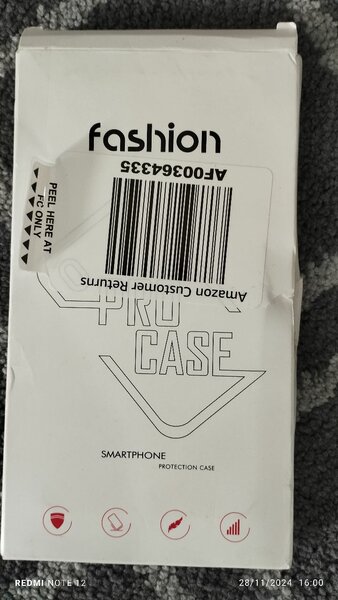 fashion
AF00364335
PEEL HERE AT
FC ONLY
Amazon Customer Returns
PRO
CASE
SMARTPHONE
PROTECTION CASE
REDMI NOTE 12
28/11/2024 16:00